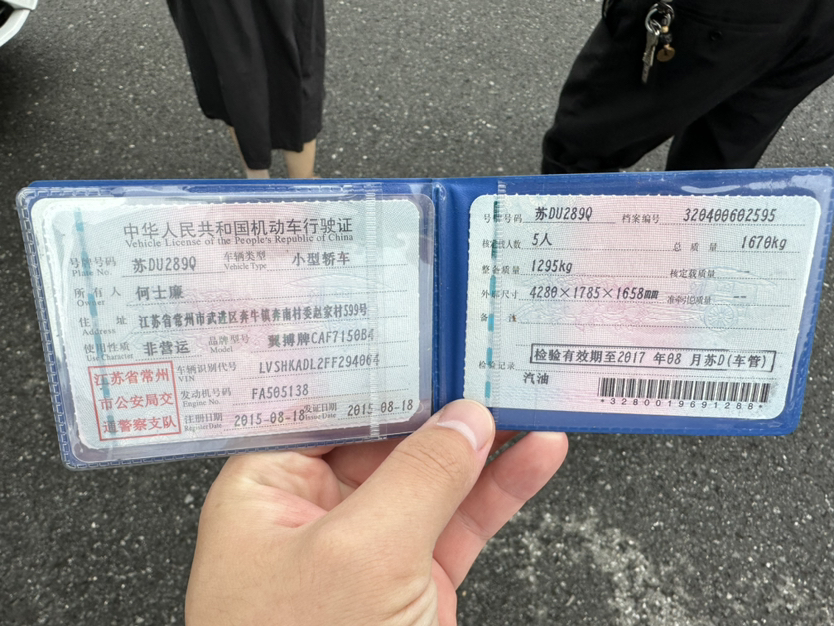 中华人民共和国机动车行驶证
Vehicle License of the People's Republic of China
号牌号码 苏DU289Q 车辆类型 小型轿车
Plate No. Vehicle Type
所有人 何士廉
Owner
住址 江苏省常州市武进区奔牛镇奔南村委赵家村599号
Address
使用性质 非营运 品牌型号 翼搏牌CAF7150B4
Use Character Model
江苏省常州
市公安局交
通警察支队
车辆识别代号 LVSHKADL2FF294064
VIN
发动机号码 FA505138
Engine No.
注册日期 2015-08-18 发证日期 2015-08-18
Register Date Issue Date
号牌号码 苏DU289Q 档案编号 320400602595
核定载人数 5人 总质量 1670kg
整备质量 1295kg 核定载质量 --
外廓尺寸 4280×1785×1658mm 准牵引总质量 --
备注
检验记录 检验有效期至2017 年08 月苏D(车管)
汽油
*3280019691288*